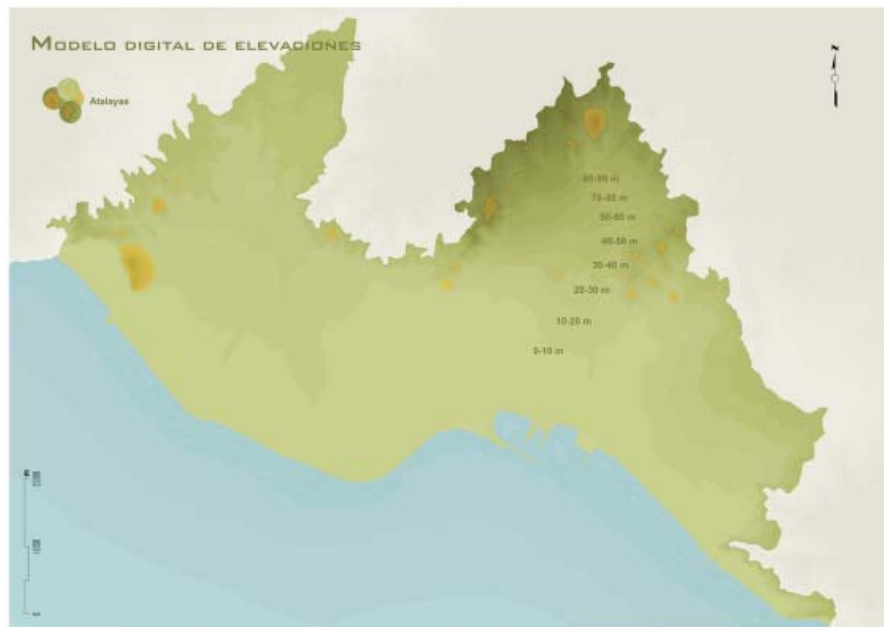 MODELO DIGITAL DE ELEVACIONES
N
Atalayas
80-90 m
70-80 m
50-60 m
40-50 m
30-40 m
20-30 m
10-20 m
0-10 m